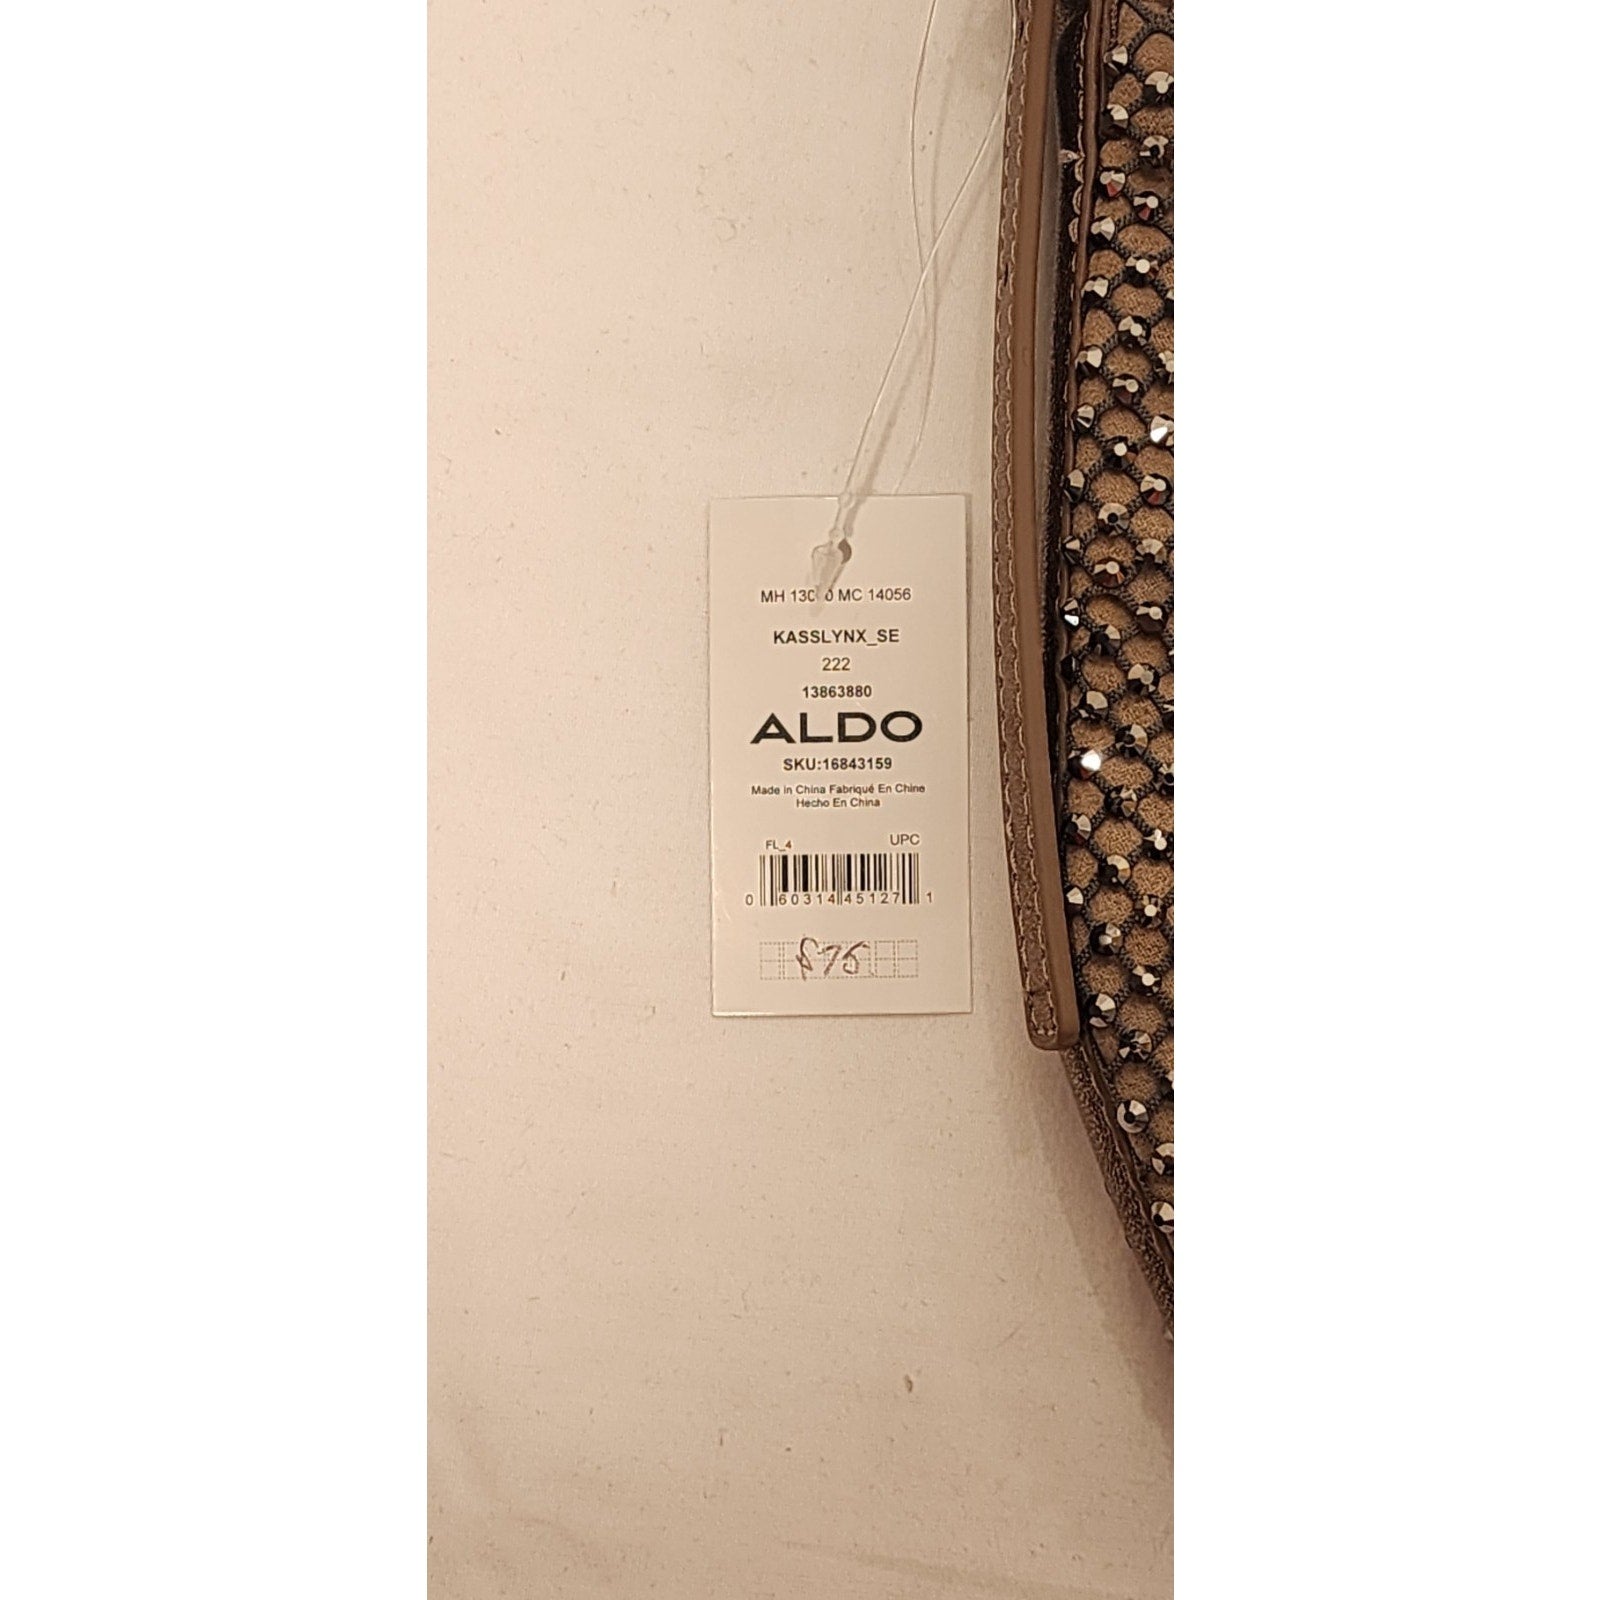 MH 130 0 MC 14056
KASSLYNX_SE
222
13863880
ALDO
SKU:16843159
Made in China Fabriqué En Chine
Hecho En China
FL_4 UPC
0 60314 45127 1
$75